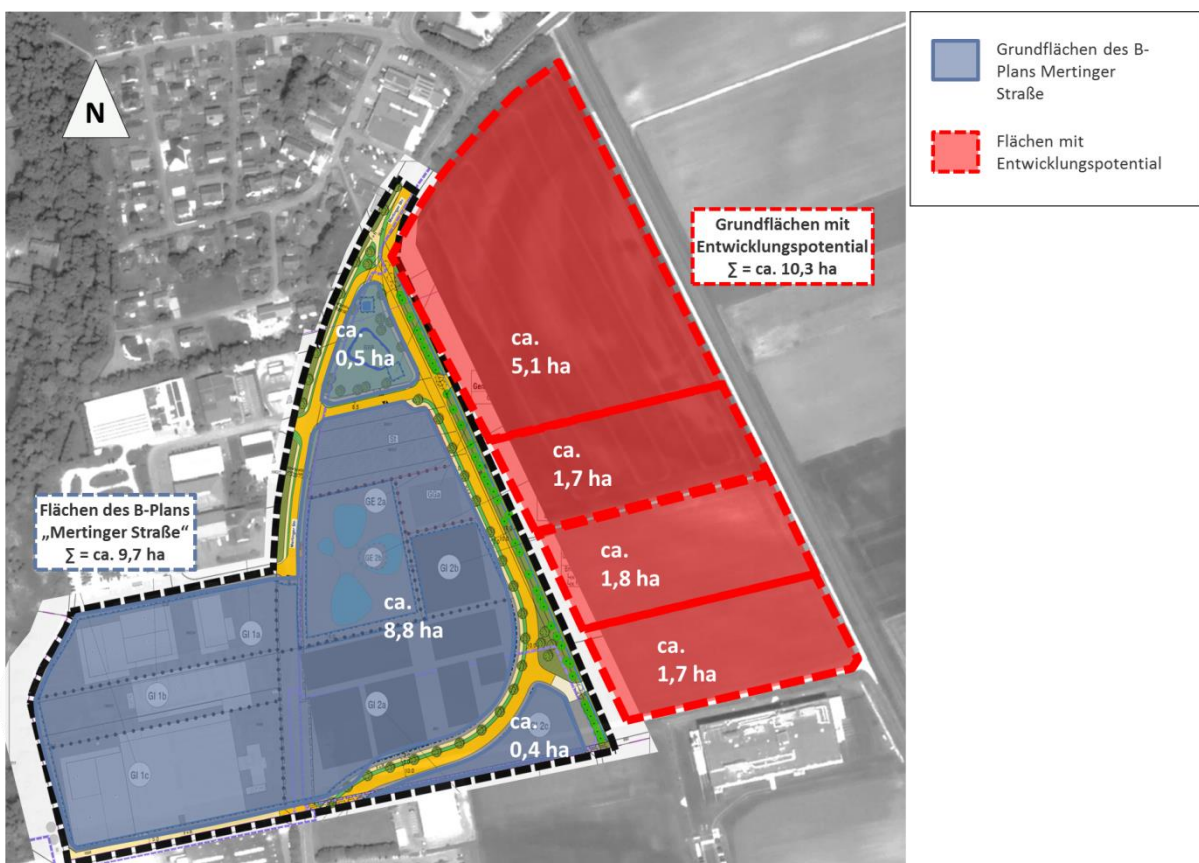 N
Grundflächen des B-
Plans Mertinger
Straße
Flächen mit
Entwicklungspotential
Grundflächen mit
Entwicklungspotential
∑ = ca. 10,3 ha
ca.
0,5 ha
ca.
5,1 ha
ca.
1,7 ha
Flächen des B-Plans
„Mertinger Straße“
∑ = ca. 9,7 ha
GE 2b
ca.
1,8 ha
GI 2b
ca.
8,8 ha
GI 1a
ca.
1,7 ha
GI 1b
GI 2a
ca.
0,4 ha
GI 1c